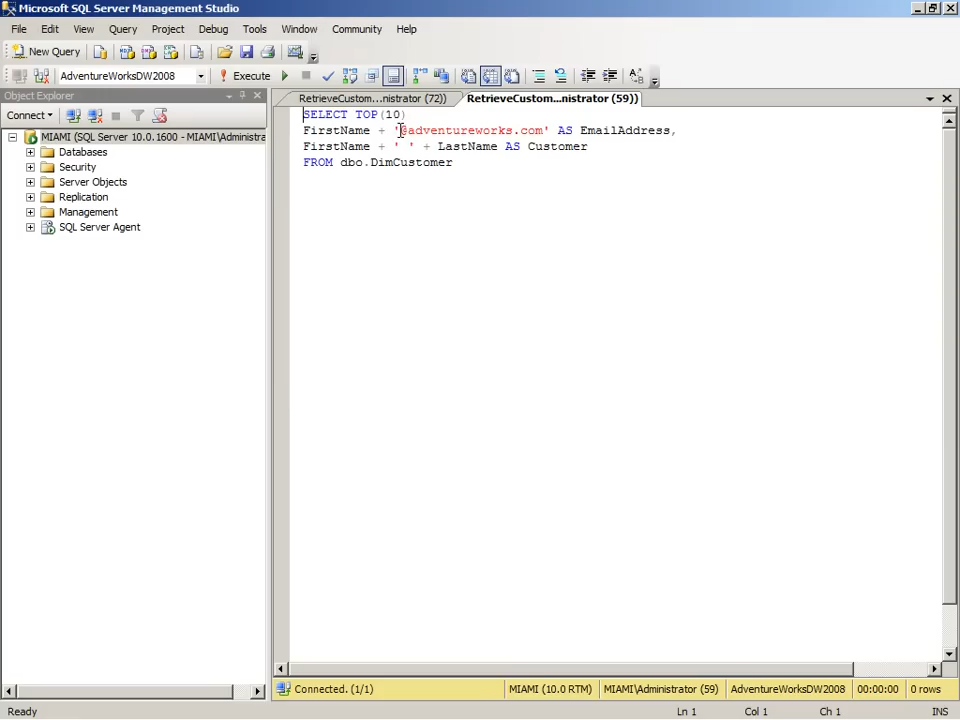 Microsoft SQL Server Management Studio
File Edit View Query Project Debug Tools Window Community Help
New Query
AdventureWorksDW2008 Execute
Object Explorer
RetrieveCustom...nistrator (72)) RetrieveCustom...nistrator (59))
Connect
MIAMI (SQL Server 10.0.1600 - MIAMI\Administra
Databases
Security
Server Objects
Replication
Management
SQL Server Agent
SELECT TOP(10)
FirstName + '@adventureworks.com' AS EmailAddress,
FirstName + ' ' + LastName AS Customer
FROM dbo.DimCustomer
Connected. (1/1) MIAMI (10.0 RTM) MIAMI\Administrator (59) AdventureWorksDW2008 00:00:00 0 rows
Ready Ln 1 Col 1 Ch 1 INS